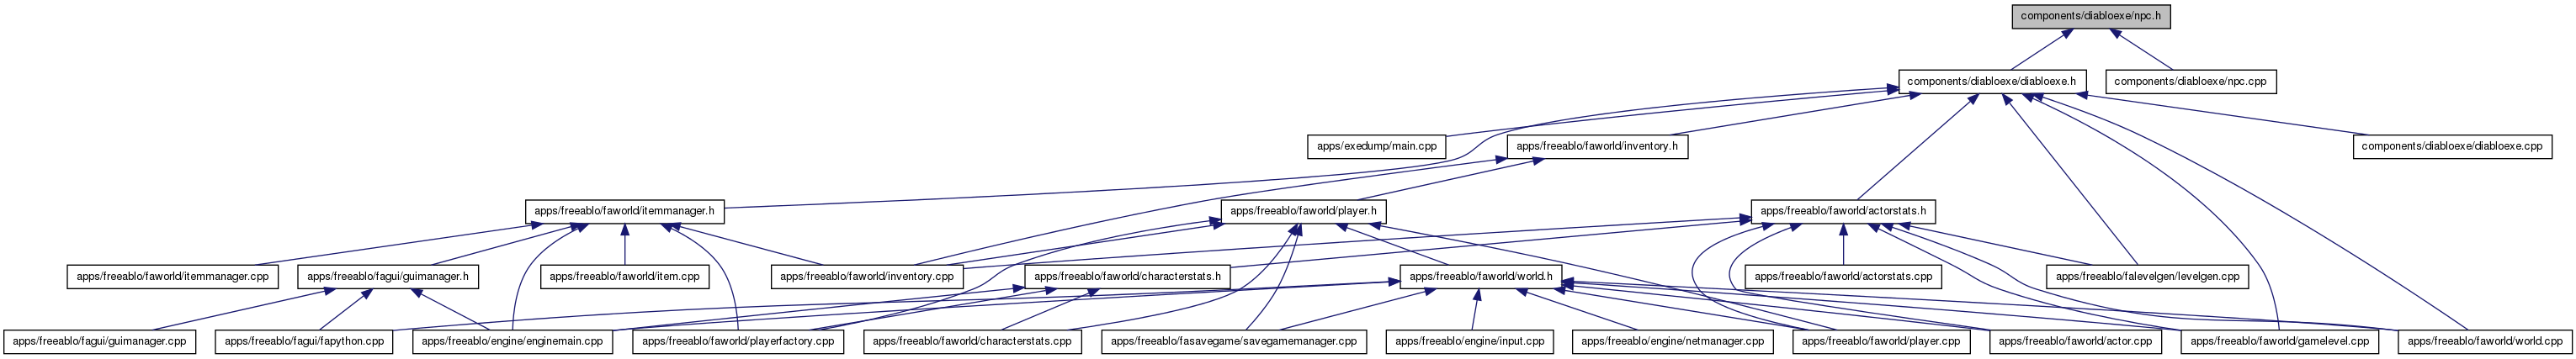 components/diabloexe/npc.h
components/diabloexe/diabloexe.h
components/diabloexe/npc.cpp
apps/exedump/main.cpp
apps/freeablo/faworld/inventory.h
components/diabloexe/diabloexe.cpp
apps/freeablo/faworld/itemmanager.h
apps/freeablo/faworld/player.h
apps/freeablo/faworld/actorstats.h
apps/freeablo/faworld/itemmanager.cpp
apps/freeablo/fagui/guimanager.h
apps/freeablo/faworld/item.cpp
apps/freeablo/faworld/inventory.cpp
apps/freeablo/faworld/characterstats.h
apps/freeablo/faworld/world.h
apps/freeablo/faworld/actorstats.cpp
apps/freeablo/falevelgen/levelgen.cpp
apps/freeablo/fagui/guimanager.cpp
apps/freeablo/fagui/fapython.cpp
apps/freeablo/engine/enginemain.cpp
apps/freeablo/faworld/playerfactory.cpp
apps/freeablo/faworld/characterstats.cpp
apps/freeablo/fasavegame/savegamemanager.cpp
apps/freeablo/engine/input.cpp
apps/freeablo/engine/netmanager.cpp
apps/freeablo/faworld/player.cpp
apps/freeablo/faworld/actor.cpp
apps/freeablo/faworld/gamelevel.cpp
apps/freeablo/faworld/world.cpp